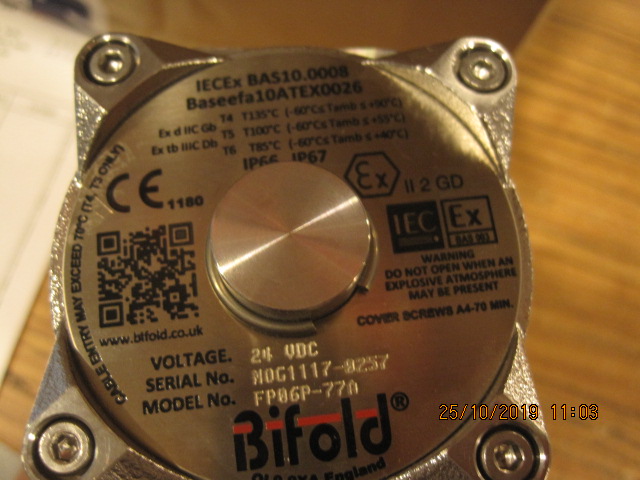 IECEx BAS10.0008
Baseefa10ATEX0026
Ex d IIC Gb
Ex tb IIIC Db
T4 T135°C (-60°C≤ Tamb ≤ +90°C)
T5 T100°C (-60°C≤ Tamb ≤ +55°C)
T6 T85°C (-60°C≤ Tamb ≤ +40°C)
IP66 IP67
CE 1180
Ex II 2 GD
IEC Ex
WARNING
DO NOT OPEN WHEN AN
EXPLOSIVE ATMOSPHERE
MAY BE PRESENT
COVER SCREWS A4-70 MIN.
CABLE ENTRY MAY EXCEED 70°C (T4, T5 ONLY)
www.bifold.co.uk
VOLTAGE. 24 VDC
SERIAL No. NOG1117-0257
MODEL No. FP06P-77A
Bifold®
England
25/10/2019 11:03